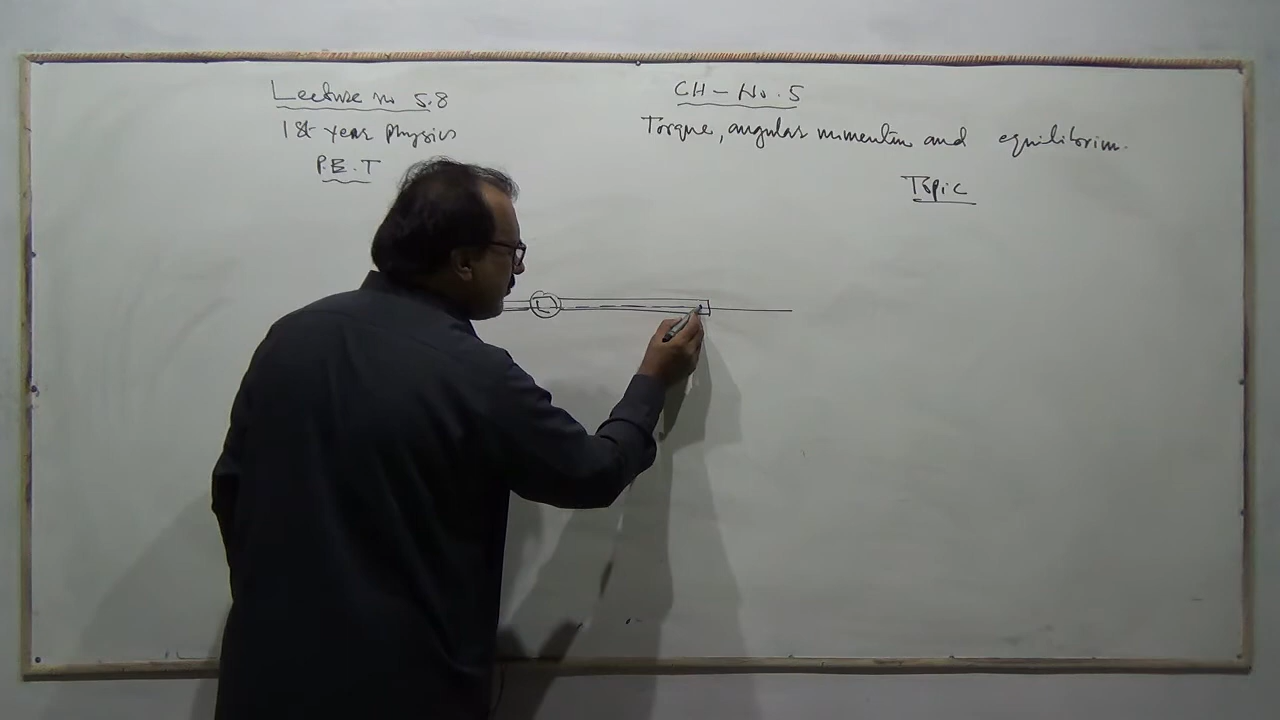 Lecture no 5.8
1st year Physics
P.B.T
CH - No. 5
Torque, angular momentum and equilibrium.
Topic